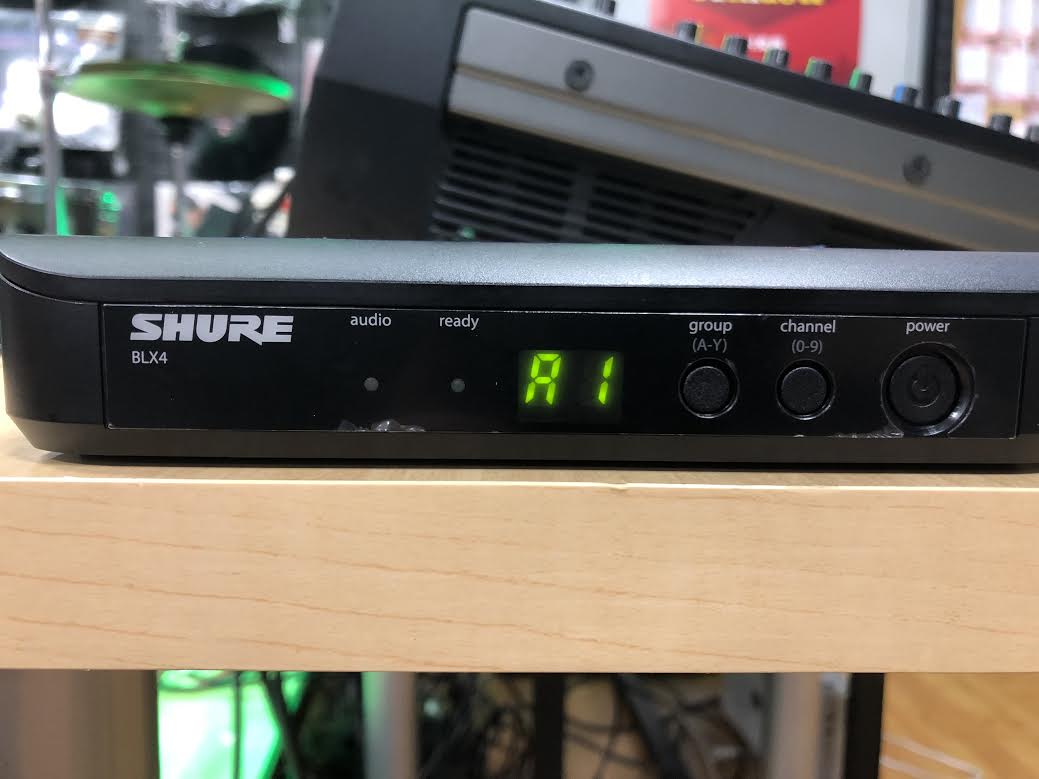 SHURE
BLX4
audio
ready
A1
group
(A-Y)
channel
(0-9)
power